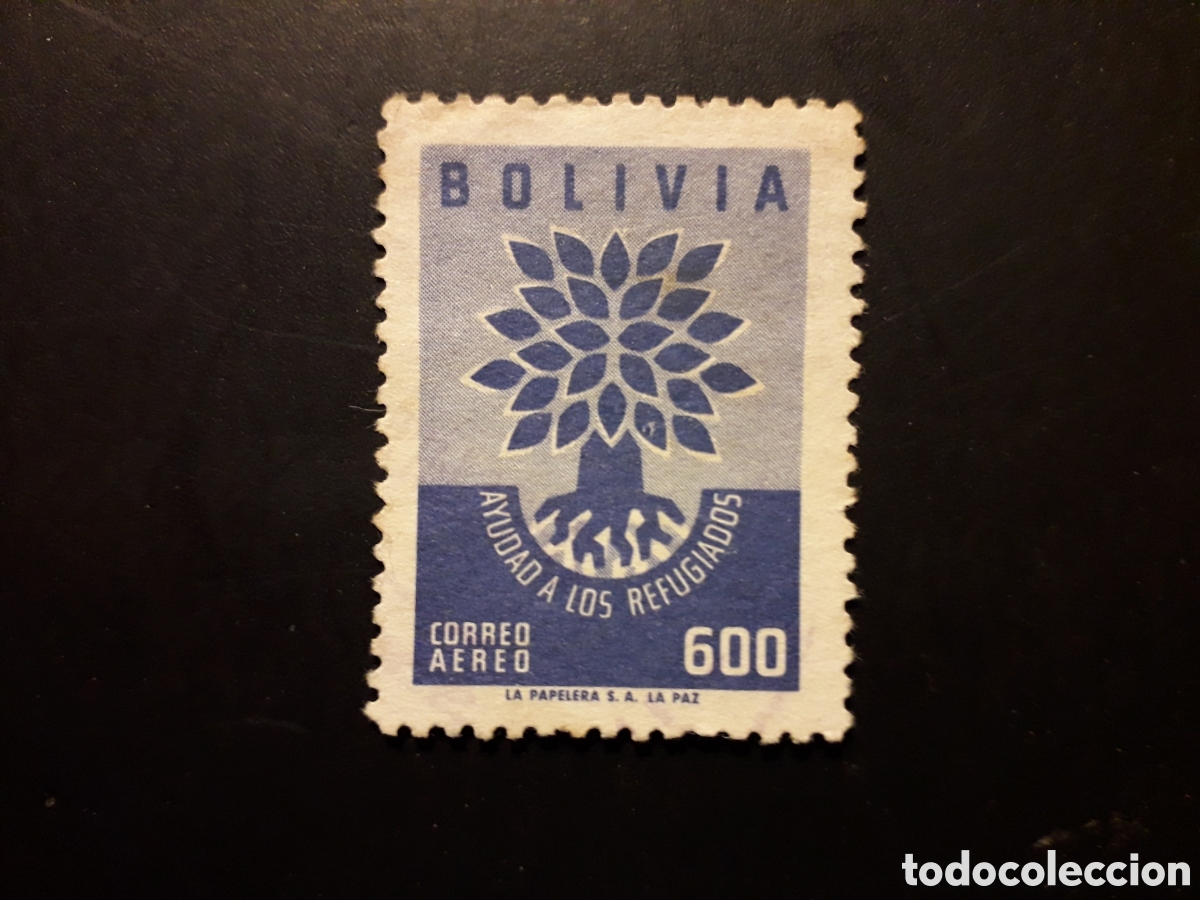 BOLIVIA
AYUDAD A LOS REFUGIADOS
CORREO
AEREO
600
LA PAPELERA S. A. LA PAZ
todocoleccion